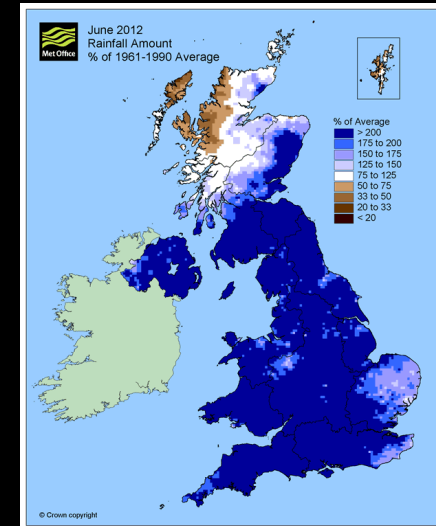 Met Office
June 2012
Rainfall Amount
% of 1961-1990 Average
% of Average
> 200
175 to 200
150 to 175
125 to 150
75 to 125
50 to 75
33 to 50
20 to 33
< 20
© Crown copyright